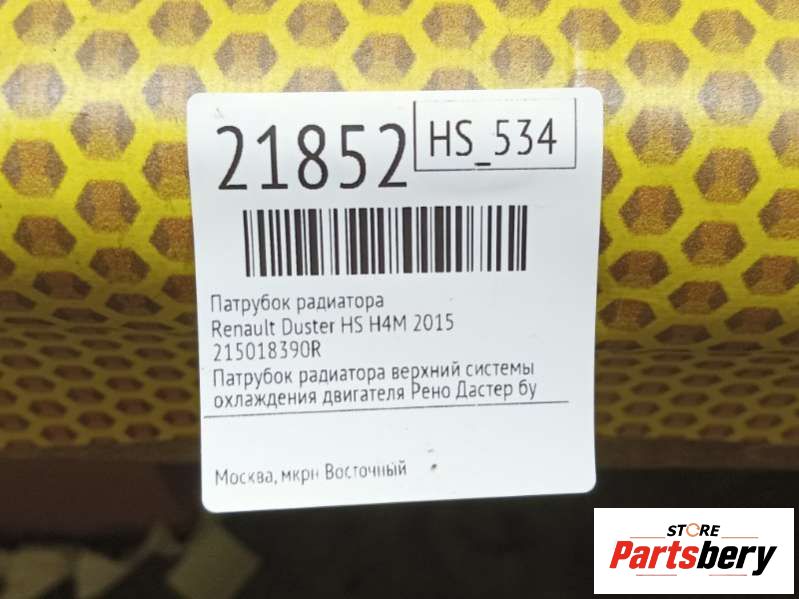 21852
HS_534
Патрубок радиатора
Renault Duster HS H4M 2015
215018390R
Патрубок радиатора верхний системы
охлаждения двигателя Рено Дастер бу
Москва, мкрн Восточный
STORE
Partsbery